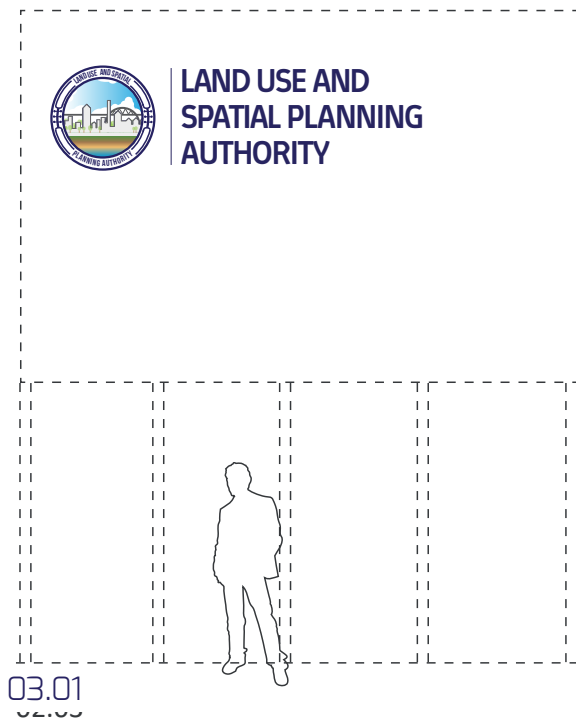 LAND USE AND SPATIAL
PLANNING AUTHORITY
LAND USE AND
SPATIAL PLANNING
AUTHORITY
03.01